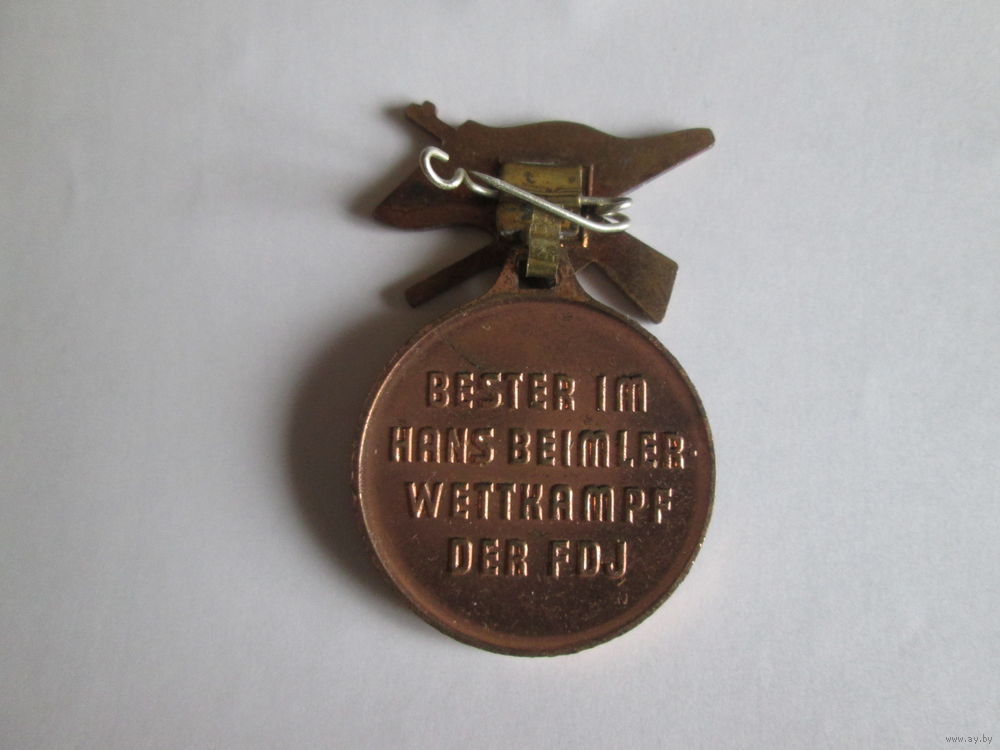 BESTER IM
HANS BEIMLER-
WETTKAMPF
DER FDJ
www.ay.by